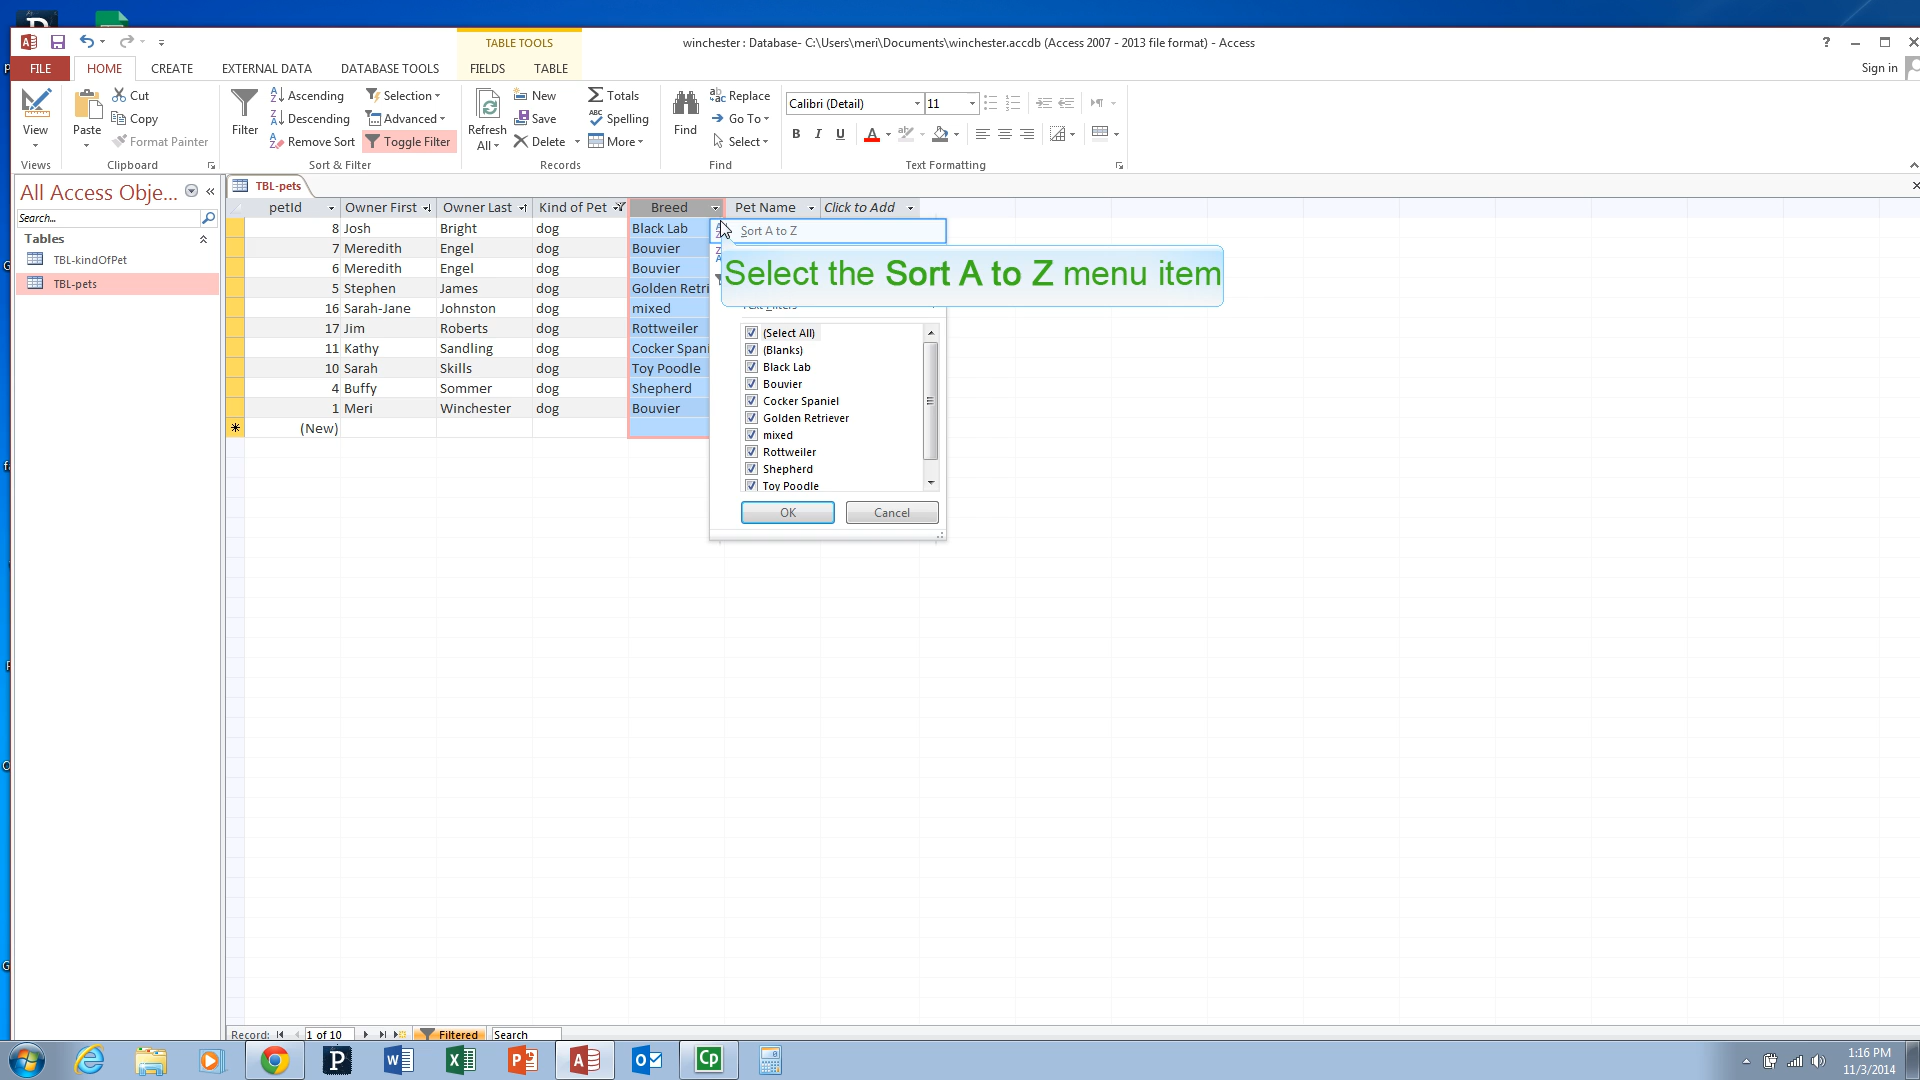 TABLE TOOLS
winchester : Database- C:\Users\meri\Documents\winchester.accdb (Access 2007 - 2013 file format) - Access
?
FILE HOME CREATE EXTERNAL DATA DATABASE TOOLS FIELDS TABLE Sign in
View
Views
Paste
Cut
Copy
Format Painter
Clipboard
Filter
Ascending
Descending
Remove Sort
Selection
Advanced
Toggle Filter
Sort & Filter
Refresh
All
New
Save
Delete
Totals
Spelling
More
Records
Find
Replace
Go To
Select
Find
Calibri (Detail) 11
B I U A
Text Formatting
All Access Obje...
Search...
Tables
TBL-kindOfPet
TBL-pets
TBL-pets
petId Owner First Owner Last Kind of Pet Breed Pet Name Click to Add
8 Josh Bright dog Black Lab
7 Meredith Engel dog Bouvier
6 Meredith Engel dog Bouvier
5 Stephen James dog Golden Retri
16 Sarah-Jane Johnston dog mixed
17 Jim Roberts dog Rottweiler
11 Kathy Sandling dog Cocker Spani
10 Sarah Skills dog Toy Poodle
4 Buffy Sommer dog Shepherd
1 Meri Winchester dog Bouvier
(New)
Sort A to Z
Select the Sort A to Z menu item
(Select All)
(Blanks)
Black Lab
Bouvier
Cocker Spaniel
Golden Retriever
mixed
Rottweiler
Shepherd
Toy Poodle
OK Cancel
Record: 1 of 10 Filtered Search
1:16 PM
11/3/2014